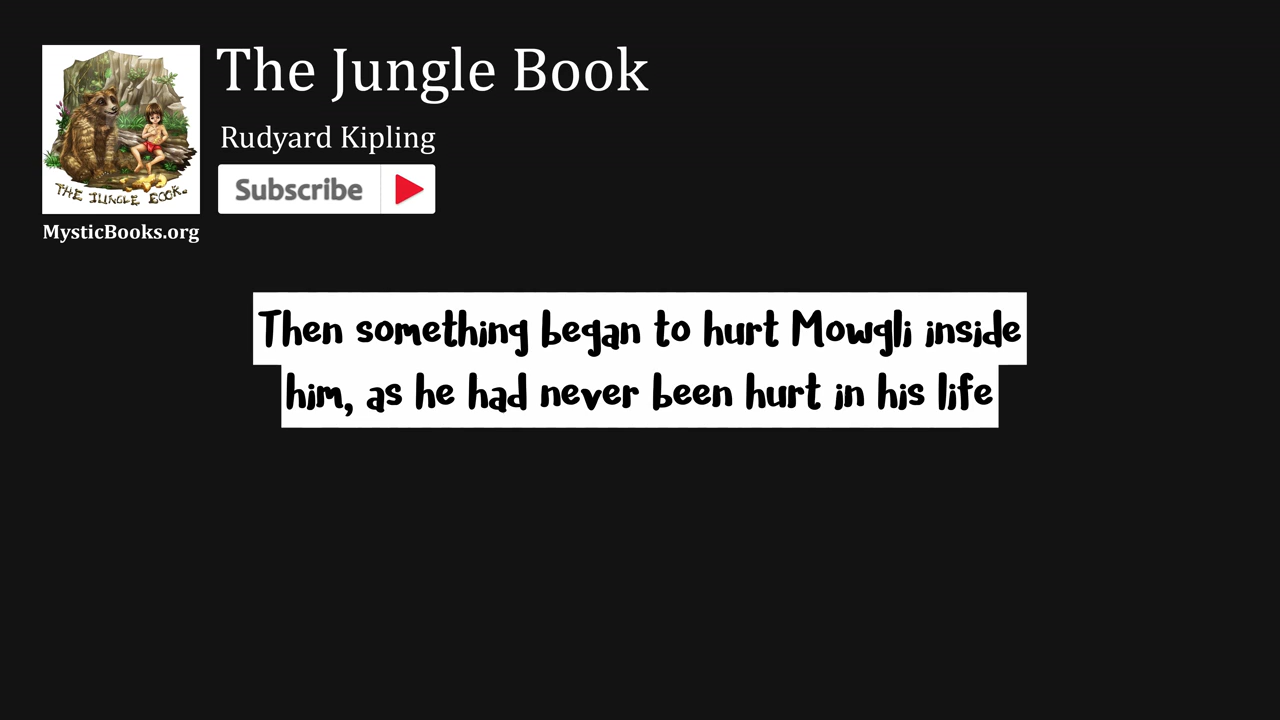 The Jungle Book
Rudyard Kipling
Subscribe
THE JUNGLE BOOK.
MysticBooks.org
Then something began to hurt Mowgli inside
him, as he had never been hurt in his life